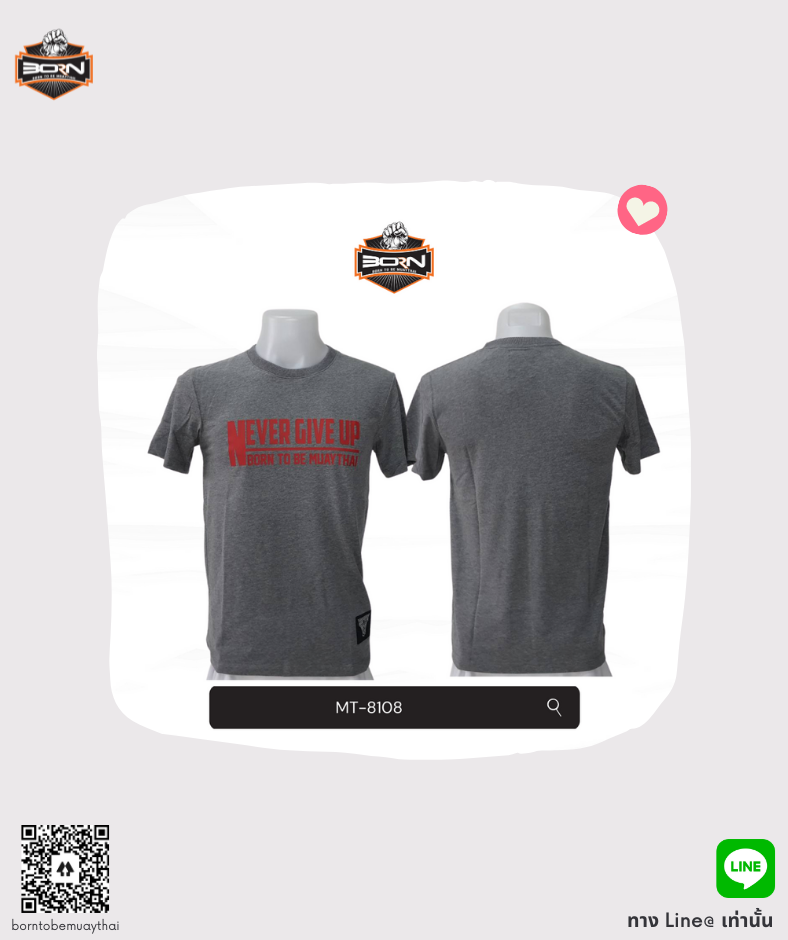 BORN
BORN TO BE MUAYTHAI
BORN
BORN TO BE MUAYTHAI
NEVER GIVE UP
BORN TO BE MUAYTHAI
MT-8108
LINE
borntobemuaythai
ทาง Line@ เท่านั้น